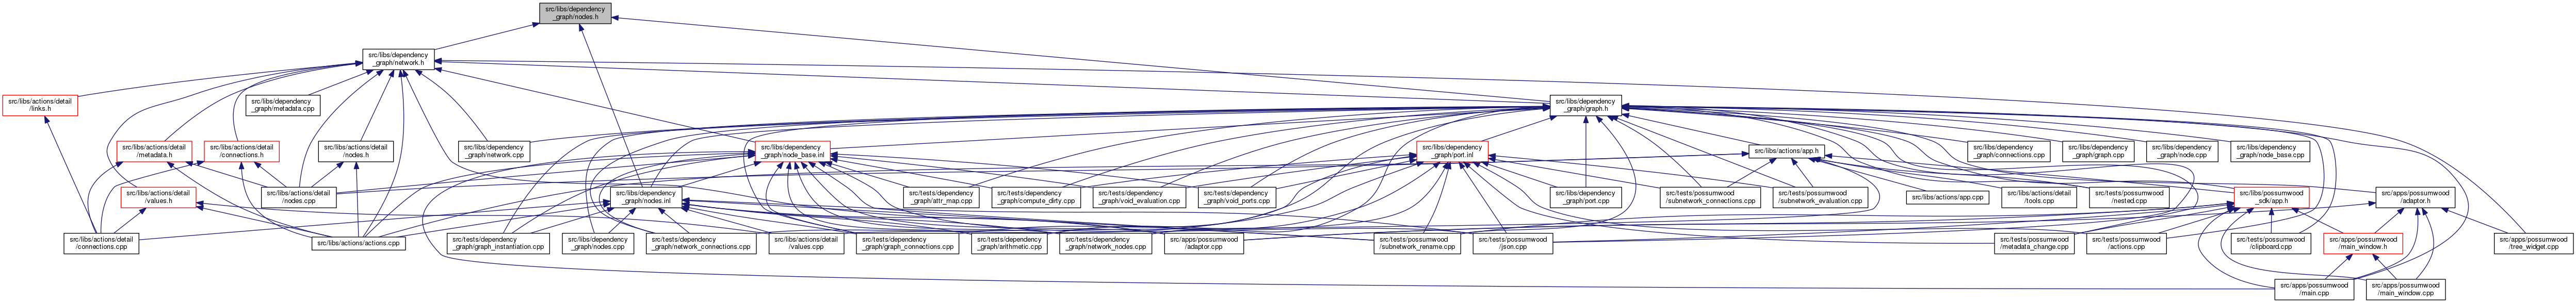 src/libs/dependency
_graph/nodes.h
src/libs/dependency
_graph/network.h
src/libs/actions/detail
/links.h
src/libs/dependency
_graph/metadata.cpp
src/libs/dependency
_graph/graph.h
src/libs/actions/detail
/metadata.h
src/libs/actions/detail
/connections.h
src/libs/actions/detail
/nodes.h
src/libs/dependency
_graph/network.cpp
src/libs/dependency
_graph/node_base.inl
src/libs/dependency
_graph/port.inl
src/libs/actions/app.h
src/libs/dependency
_graph/connections.cpp
src/libs/dependency
_graph/graph.cpp
src/libs/dependency
_graph/node.cpp
src/libs/dependency
_graph/node_base.cpp
src/libs/actions/detail
/values.h
src/libs/actions/detail
/nodes.cpp
src/libs/dependency
_graph/nodes.inl
src/tests/dependency
_graph/attr_map.cpp
src/tests/dependency
_graph/compute_dirty.cpp
src/tests/dependency
_graph/void_evaluation.cpp
src/tests/dependency
_graph/void_ports.cpp
src/libs/dependency
_graph/port.cpp
src/tests/possumwood
/subnetwork_connections.cpp
src/tests/possumwood
/subnetwork_evaluation.cpp
src/libs/actions/app.cpp
src/libs/actions/detail
/tools.cpp
src/tests/possumwood
/nested.cpp
src/libs/possumwood
_sdk/app.h
src/apps/possumwood
/adaptor.h
src/libs/actions/detail
/connections.cpp
src/libs/actions/actions.cpp
src/tests/dependency
_graph/graph_instantiation.cpp
src/libs/dependency
_graph/nodes.cpp
src/tests/dependency
_graph/network_connections.cpp
src/libs/actions/detail
/values.cpp
src/tests/dependency
_graph/graph_connections.cpp
src/tests/dependency
_graph/arithmetic.cpp
src/tests/dependency
_graph/network_nodes.cpp
src/apps/possumwood
/adaptor.cpp
src/tests/possumwood
/subnetwork_rename.cpp
src/tests/possumwood
/json.cpp
src/tests/possumwood
/metadata_change.cpp
src/tests/possumwood
/actions.cpp
src/tests/possumwood
/clipboard.cpp
src/apps/possumwood
/main_window.h
src/apps/possumwood
/tree_widget.cpp
src/apps/possumwood
/main.cpp
src/apps/possumwood
/main_window.cpp